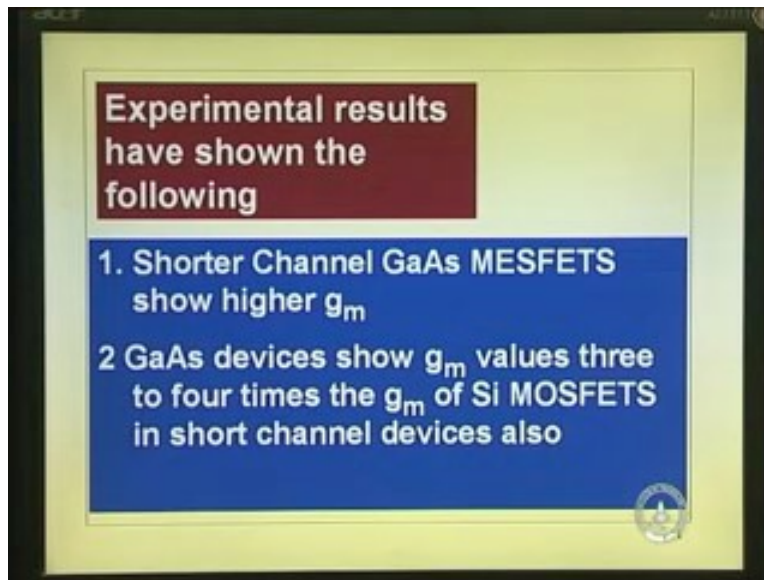 acer
Experimental results
have shown the
following
1. Shorter Channel GaAs MESFETS
show higher gm
2 GaAs devices show gm values three
to four times the gm of Si MOSFETS
in short channel devices also